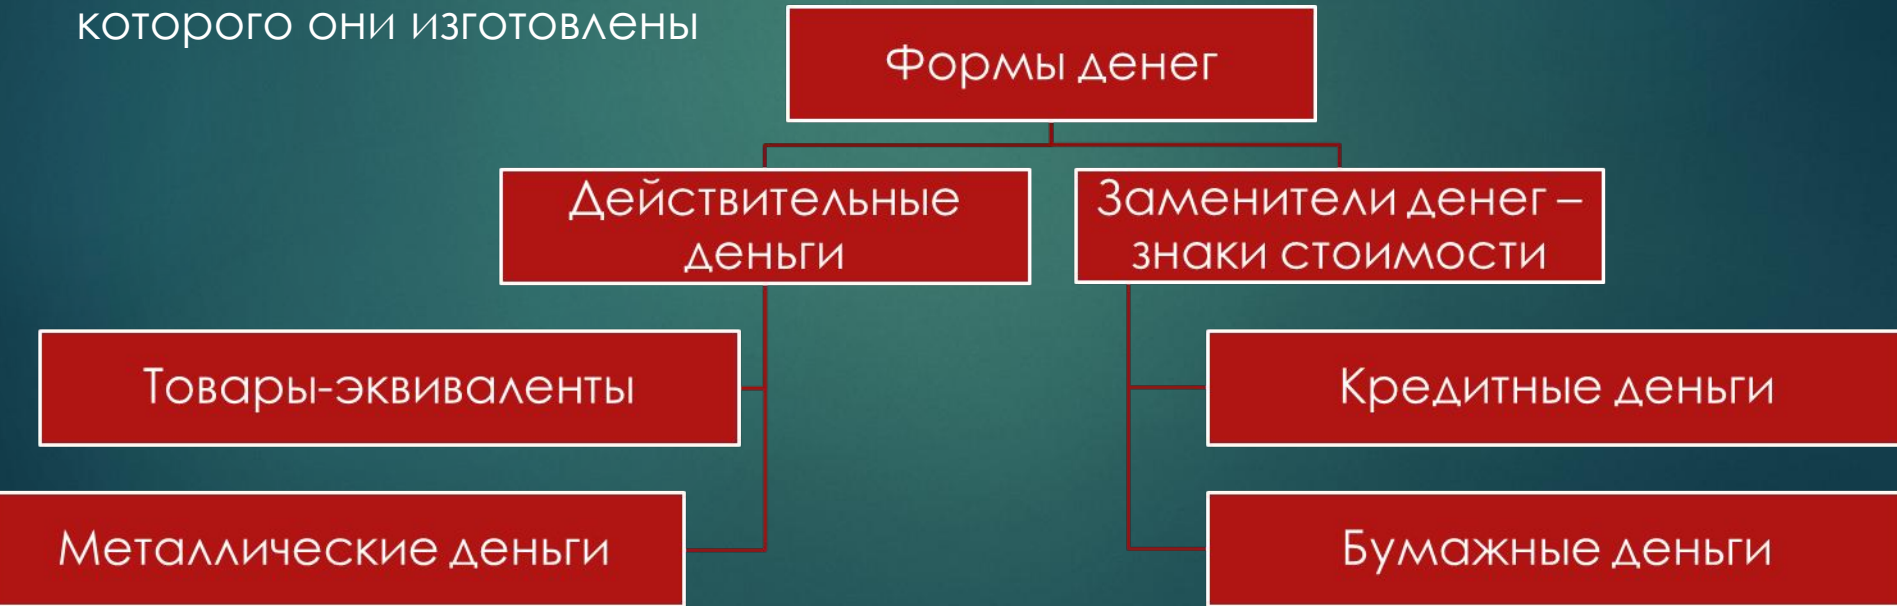 которого они изготовлены
Формы денег
Действительные
деньги
Заменители денег –
знаки стоимости
Товары-эквиваленты
Кредитные деньги
Металлические деньги
Бумажные деньги